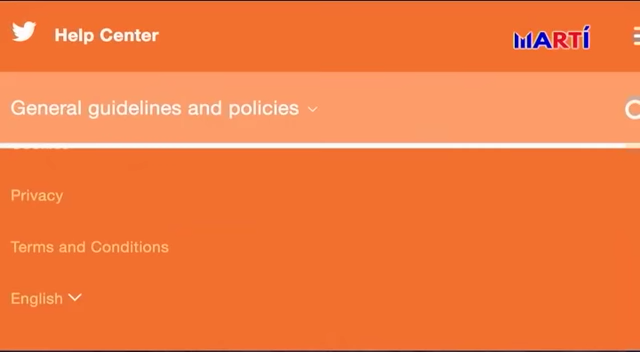 Help Center
MARTÍ
General guidelines and policies
Privacy
Terms and Conditions
English